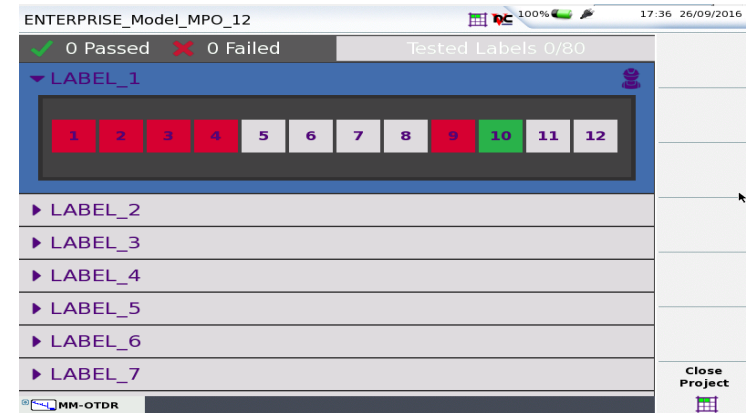 ENTERPRISE_Model_MPO_12 100% 17:36 26/09/2016
0 Passed 0 Failed Tested Labels 0/80
LABEL_1
1 2 3 4 5 6 7 8 9 10 11 12
LABEL_2
LABEL_3
LABEL_4
LABEL_5
LABEL_6
LABEL_7
Close
Project
MM-OTDR